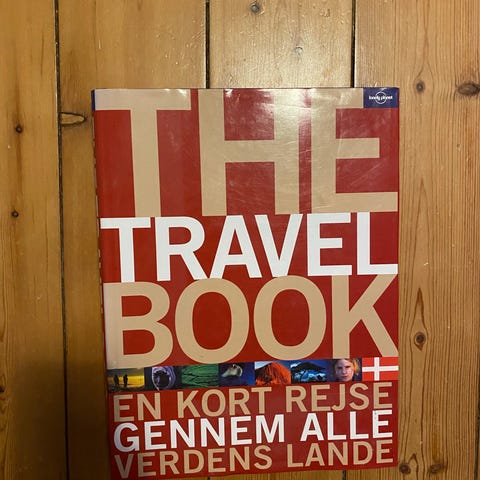 lonely planet
THE
TRAVEL
BOOK
EN KORT REJSE
GENNEM ALLE
VERDENS LANDE